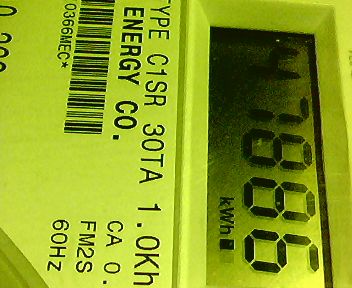 47886
kWh
TYPE C1SR 30TA 1.0Kh
ENERGY CO.
CA 0.
FM2S
0366MEC*
60Hz